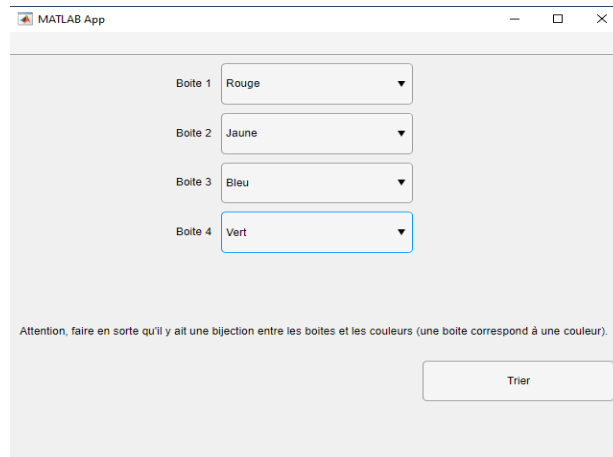 MATLAB App
Boite 1 Rouge
Boite 2 Jaune
Boite 3 Bleu
Boite 4 Vert
Attention, faire en sorte qu'il y ait une bijection entre les boites et les couleurs (une boite correspond à une couleur).
Trier